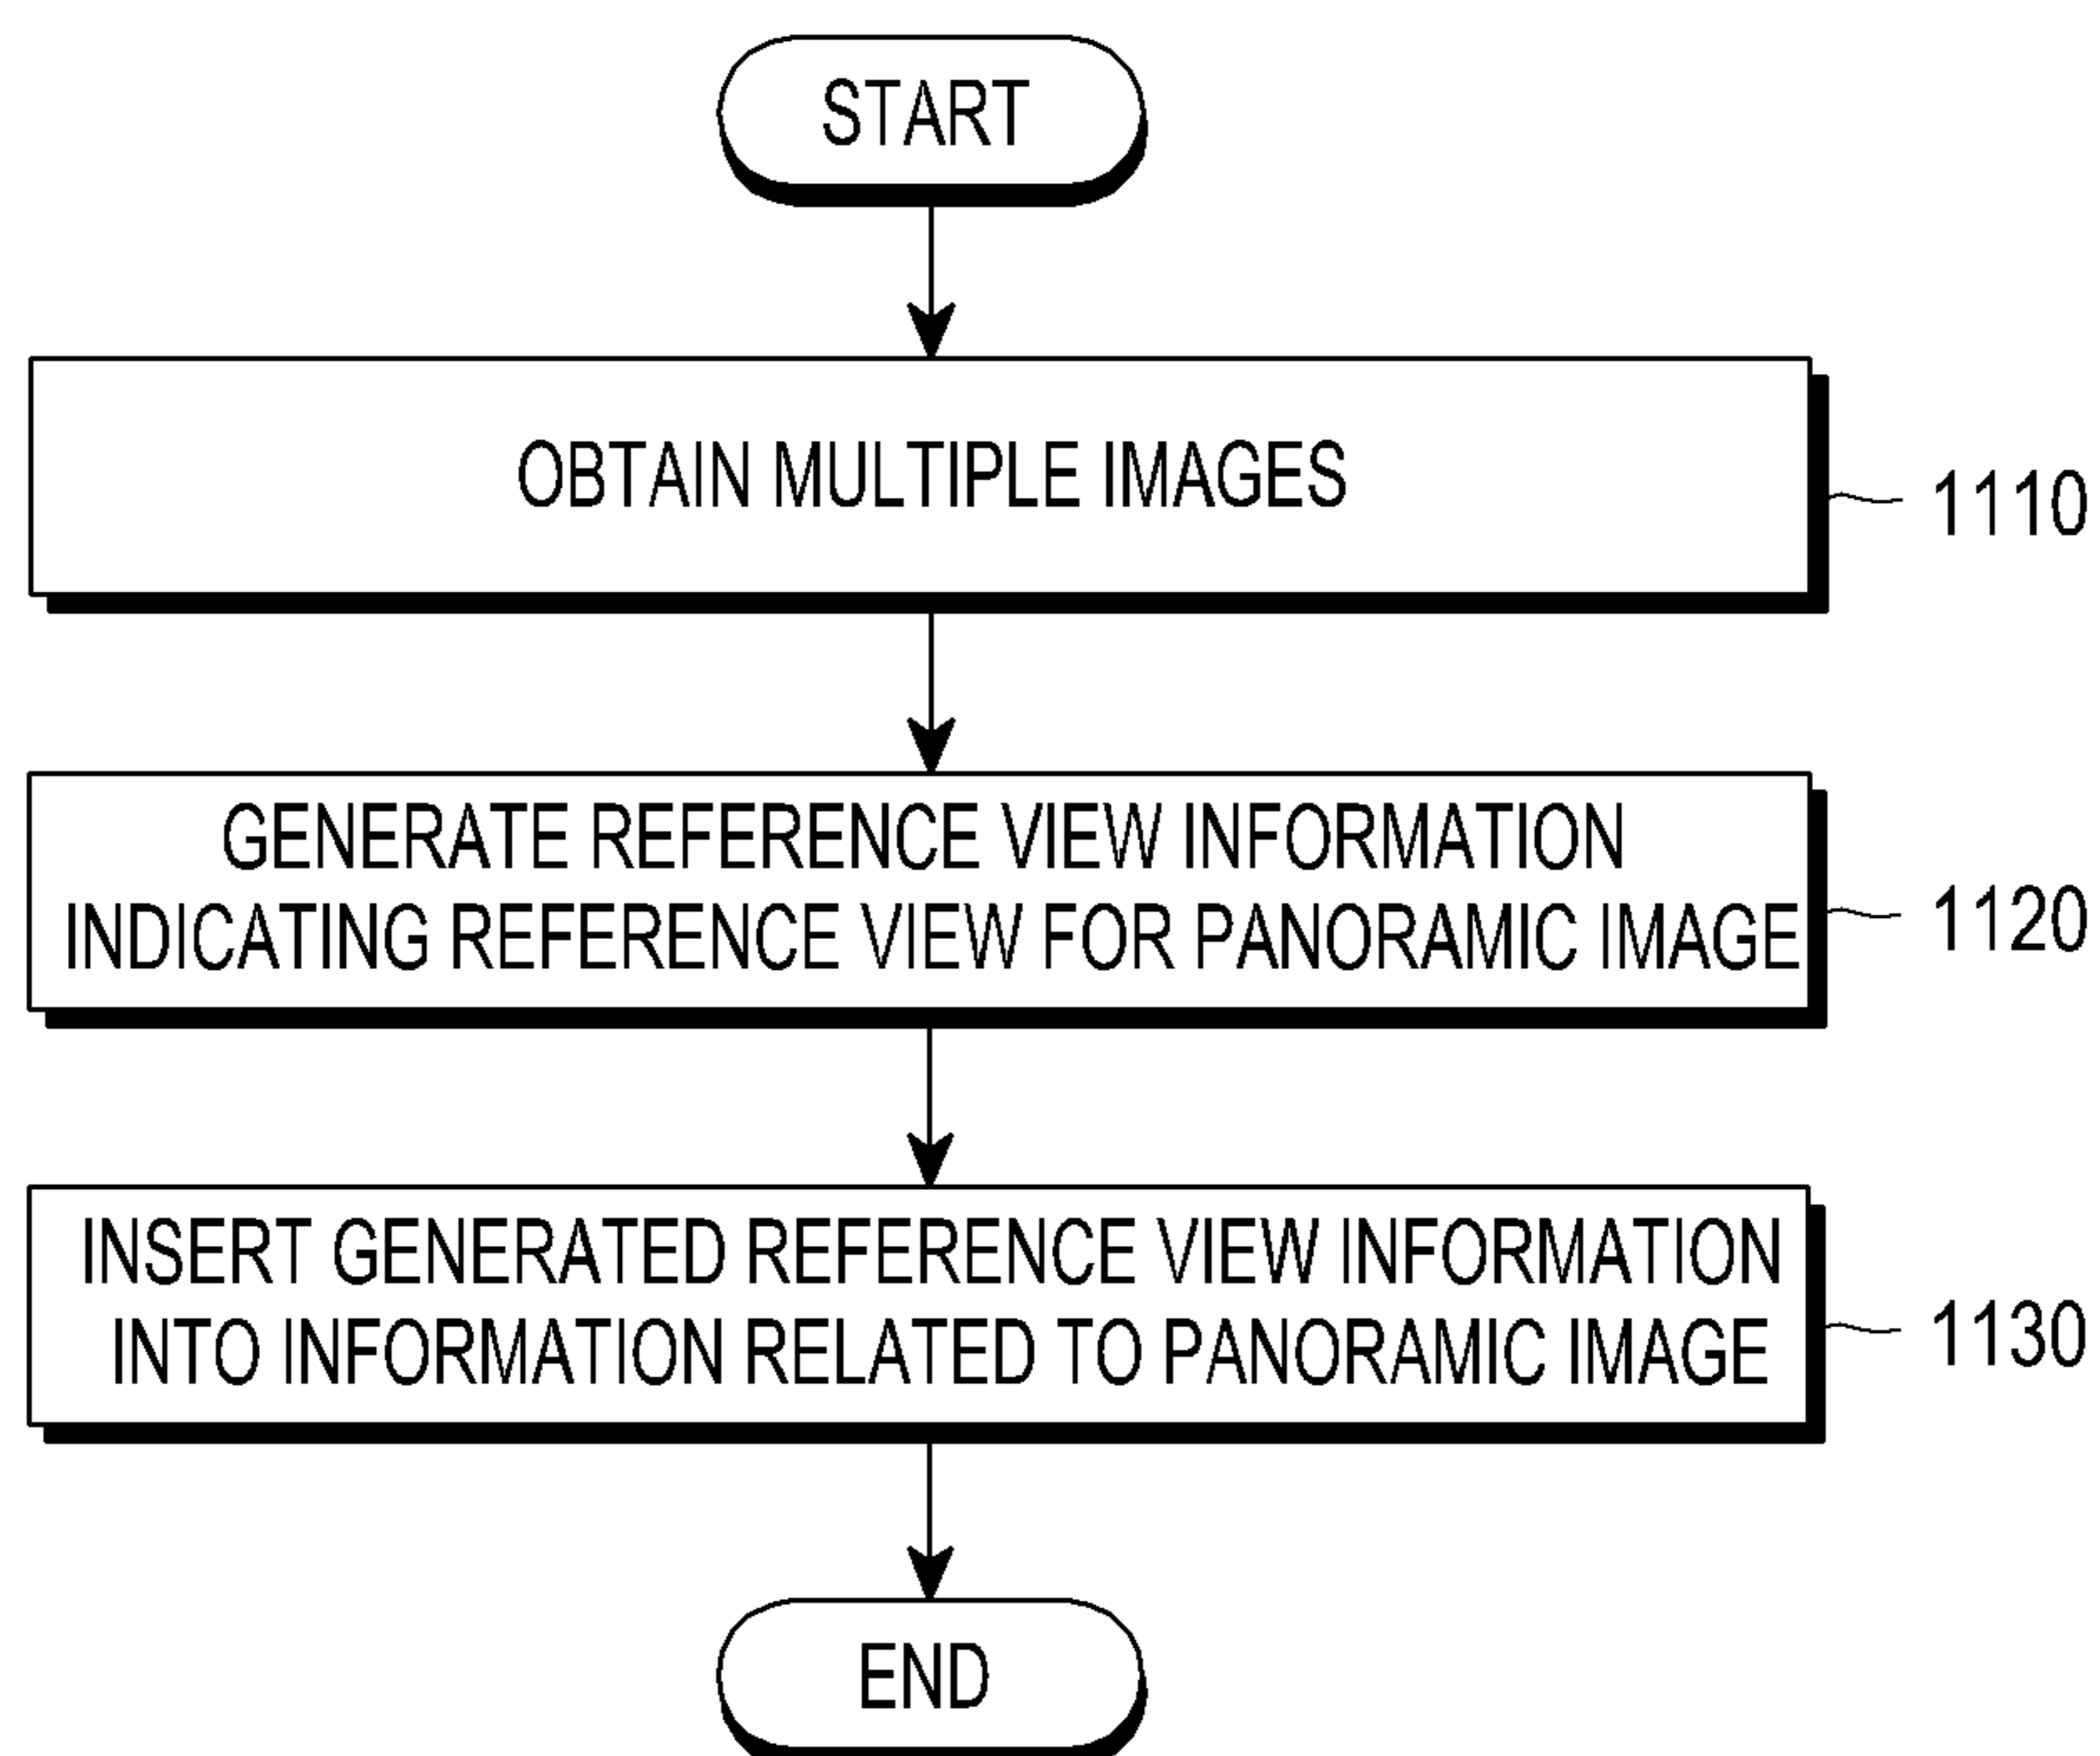 START
OBTAIN MULTIPLE IMAGES
1110
GENERATE REFERENCE VIEW INFORMATION
INDICATING REFERENCE VIEW FOR PANORAMIC IMAGE
1120
INSERT GENERATED REFERENCE VIEW INFORMATION
INTO INFORMATION RELATED TO PANORAMIC IMAGE
1130
END